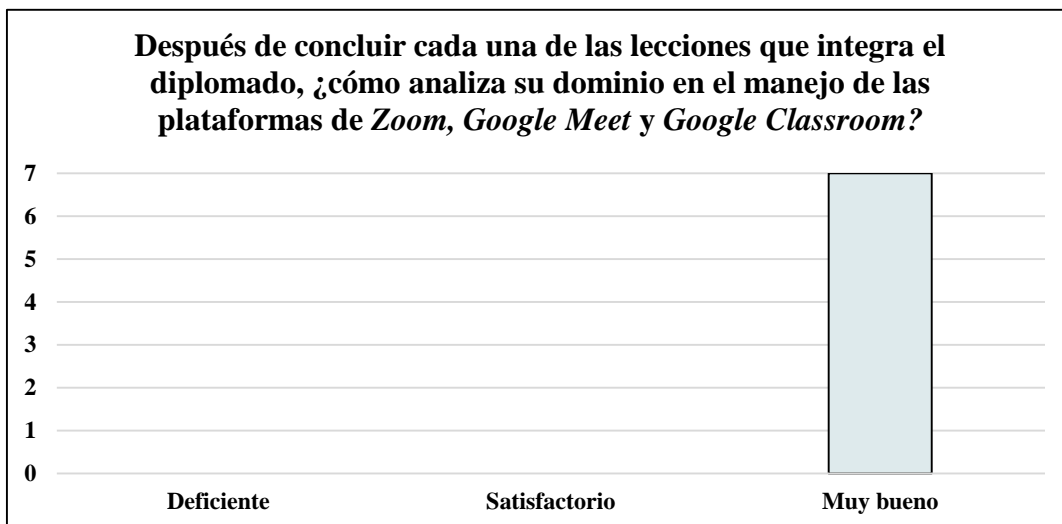 Después de concluir cada una de las lecciones que integra el
diplomado, ¿cómo analiza su dominio en el manejo de las
plataformas de Zoom, Google Meet y Google Classroom?
7
6
5
4
3
2
1
0
Deficiente Satisfactorio Muy bueno